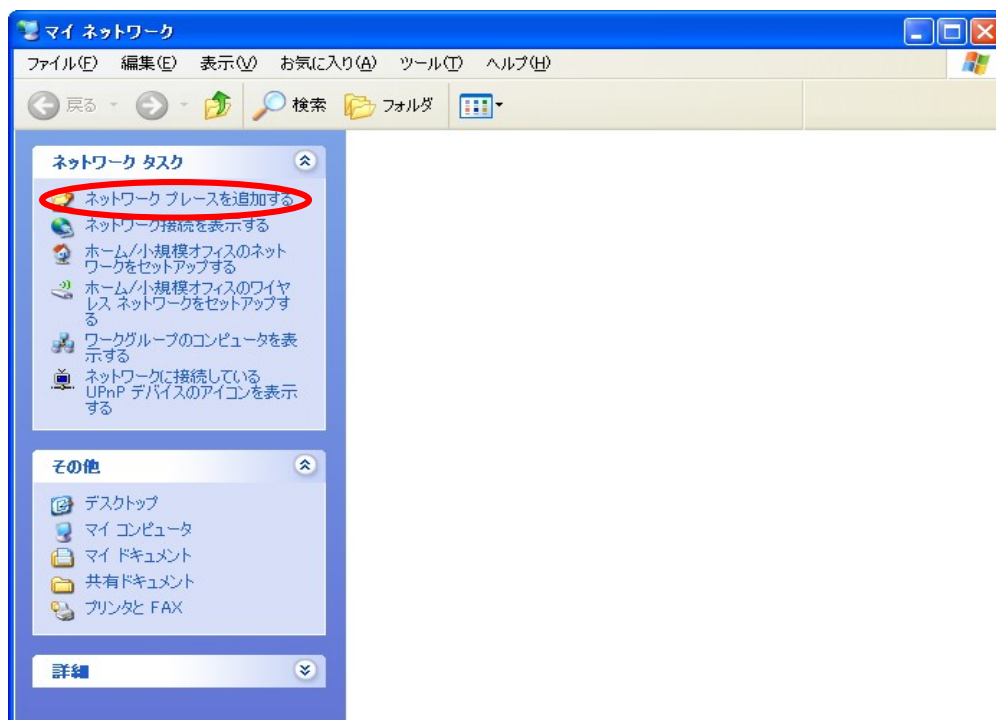 マイ ネットワーク
ファイル(F) 編集(E) 表示(V) お気に入り(A) ツール(T) ヘルプ(H)
戻る 検索 フォルダ
ネットワーク タスク
ネットワーク プレースを追加する
ネットワーク接続を表示する
ホーム/小規模オフィスのネット
ワークをセットアップする
ホーム/小規模オフィスのワイヤ
レス ネットワークをセットアップす
る
ワークグループのコンピュータを表
示する
ネットワークに接続している
UPnP デバイスのアイコンを表示
する
その他
デスクトップ
マイ コンピュータ
マイ ドキュメント
共有ドキュメント
プリンタと FAX
詳細